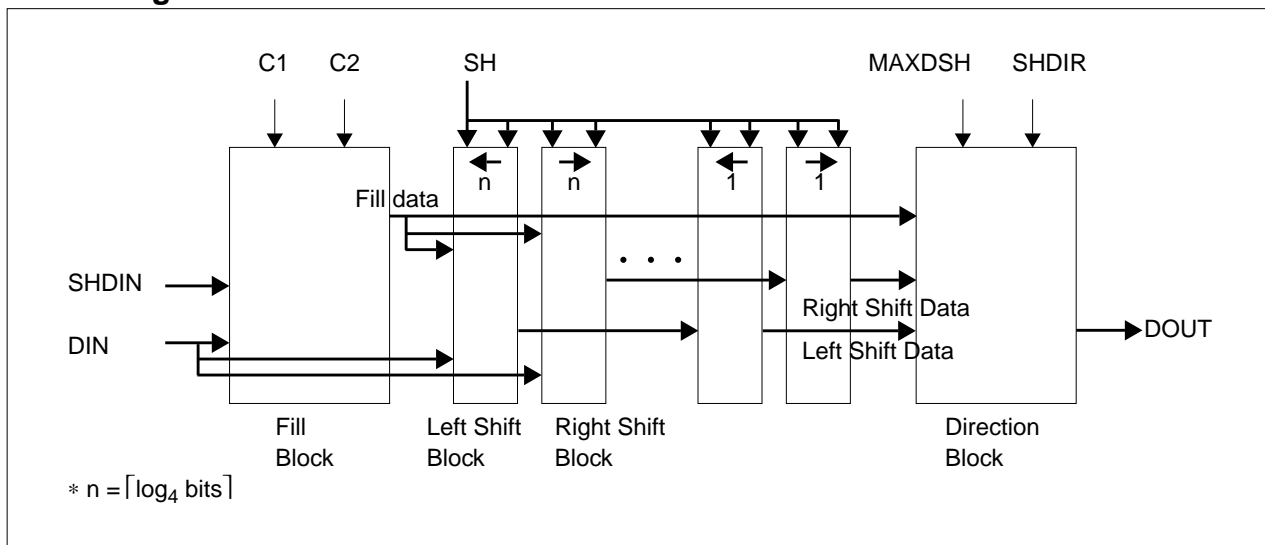 C1
C2
SH
MAXDSH
SHDIR
n
n
1
1
Fill data
. . .
SHDIN
Right Shift Data
DIN
Left Shift Data
DOUT
Fill
Block
Left Shift
Block
Right Shift
Block
Direction
Block
* n = ⌈log₄ bits⌉